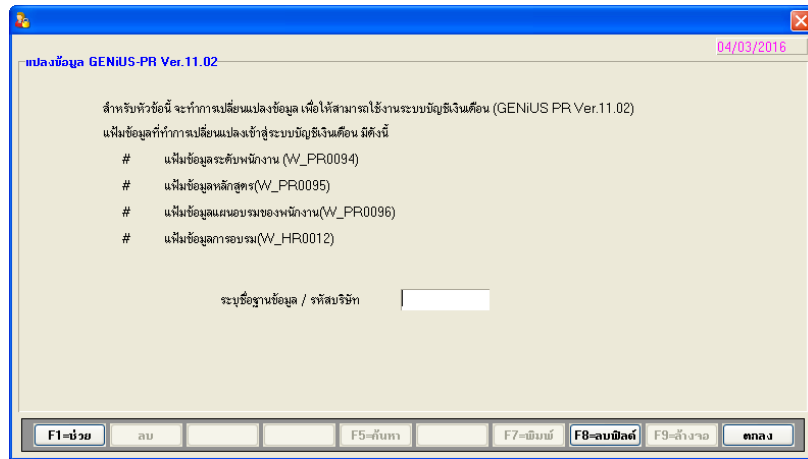 04/03/2016
แปลงข้อมูล GENiUS-PR Ver.11.02
สำหรับหัวข้อนี้ จะทำการเปลี่ยนแปลงข้อมูล เพื่อให้สามารถใช้งานระบบบัญชีเงินเดือน (GENiUS PR Ver.11.02)
แฟ้มข้อมูลที่ทำการเปลี่ยนแปลงเข้าสู่ระบบบัญชีเงินเดือน มีดังนี้
# แฟ้มข้อมูลระดับพนักงาน (W_PR0094)
# แฟ้มข้อมูลหลักสูตร(W_PR0095)
# แฟ้มข้อมูลแผนอบรมของพนักงาน(W_PR0096)
# แฟ้มข้อมูลการอบรม(W_HR0012)
ระบุชื่อฐานข้อมูล / รหัสบริษัท
F1=ช่วย ลบ F5=ค้นหา F7=พิมพ์ F8=ลบฟิลด์ F9=ล้างจอ ตกลง